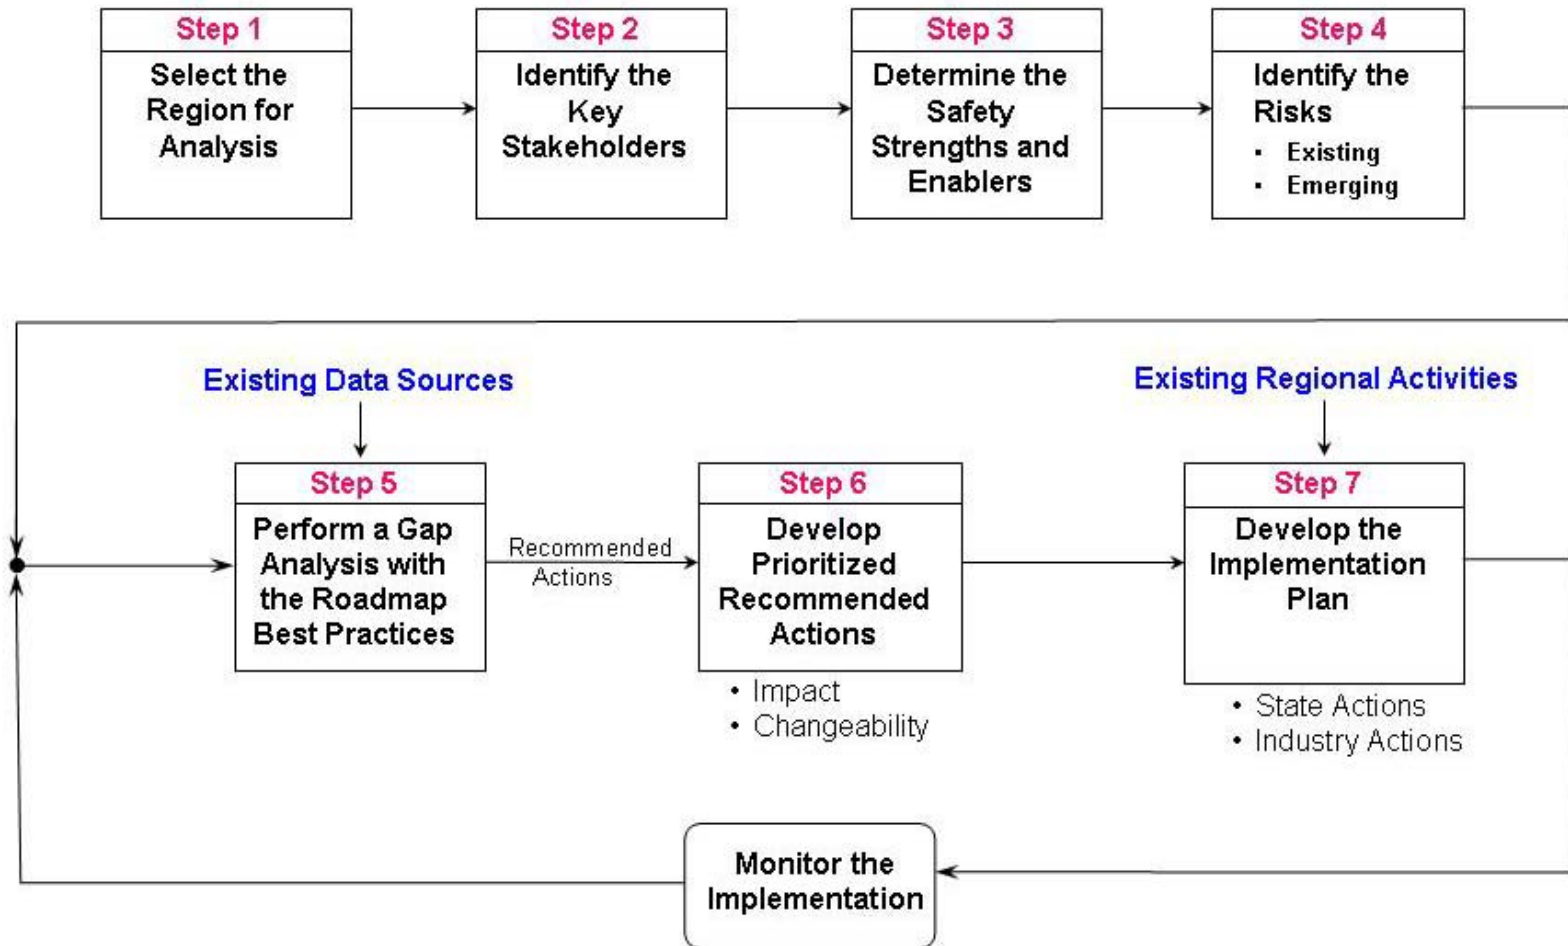 Step 1
Select the
Region for
Analysis
Step 2
Identify the
Key
Stakeholders
Step 3
Determine the
Safety
Strengths and
Enablers
Step 4
Identify the
Risks
▪ Existing
▪ Emerging
Existing Data Sources
Existing Regional Activities
Step 5
Perform a Gap
Analysis with
the Roadmap
Best Practices
Recommended
Actions
Step 6
Develop
Prioritized
Recommended
Actions
• Impact
• Changeability
Step 7
Develop the
Implementation
Plan
• State Actions
• Industry Actions
Monitor the
Implementation